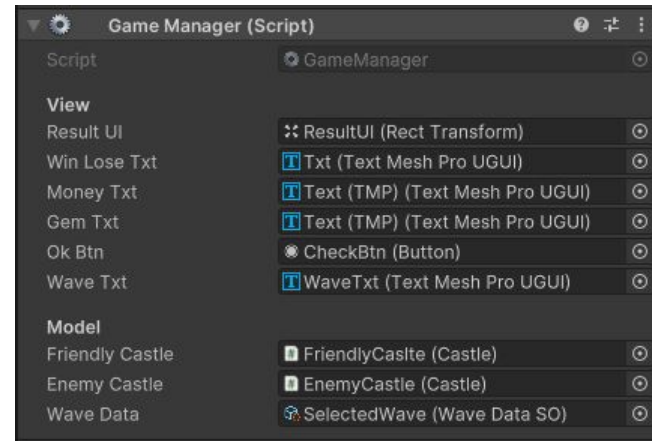 Game Manager (Script)
Script GameManager
View
Result UI ResultUI (Rect Transform)
Win Lose Txt Txt (Text Mesh Pro UGUI)
Money Txt Text (TMP) (Text Mesh Pro UGUI)
Gem Txt Text (TMP) (Text Mesh Pro UGUI)
Ok Btn CheckBtn (Button)
Wave Txt WaveTxt (Text Mesh Pro UGUI)
Model
Friendly Castle FriendlyCaslte (Castle)
Enemy Castle EnemyCastle (Castle)
Wave Data SelectedWave (Wave Data SO)